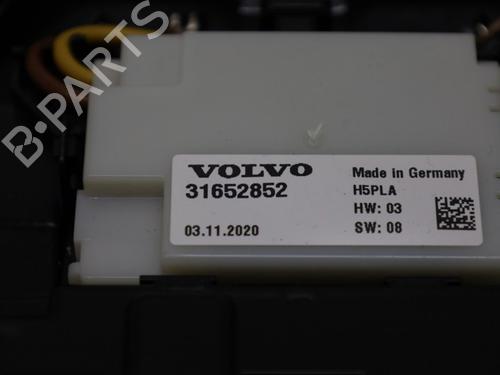 B-PARTS
VOLVO
31652852
03.11.2020
Made in Germany
H5PLA
HW: 03
SW: 08